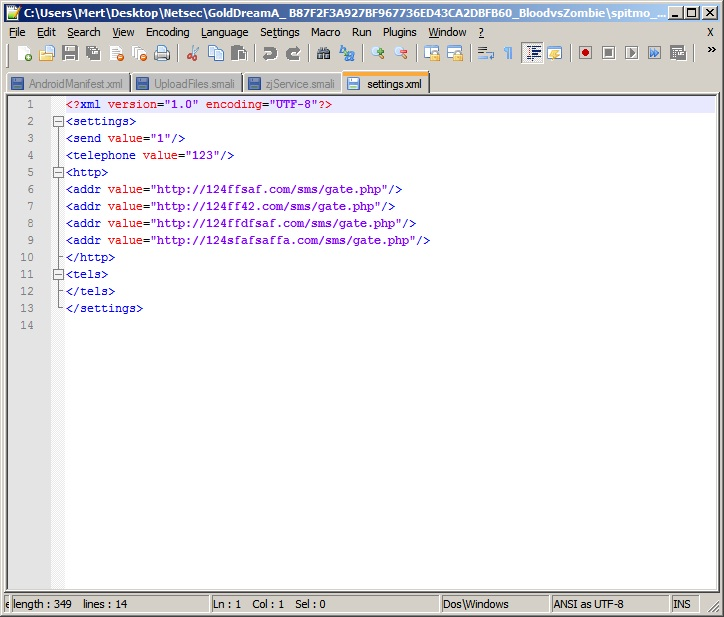 C:\Users\Mert\Desktop\Netsec\GoldDreamA_ B87F2F3A927BF967736ED43CA2DBFB60_BloodvsZombie\spitmo_...
File Edit Search View Encoding Language Settings Macro Run Plugins Window ? X
AndroidManifest.xml UploadFiles.smali zjService.smali settings.xml
1 <?xml version="1.0" encoding="UTF-8"?>
2 <settings>
3 <send value="1"/>
4 <telephone value="123"/>
5 <http>
6 <addr value="http://124ffsaf.com/sms/gate.php"/>
7 <addr value="http://124ff42.com/sms/gate.php"/>
8 <addr value="http://124ffdfsaf.com/sms/gate.php"/>
9 <addr value="http://124sfafsaffa.com/sms/gate.php"/>
10 </http>
11 <tels>
12 </tels>
13 </settings>
14
length : 349 lines : 14 Ln : 1 Col : 1 Sel : 0 Dos\Windows ANSI as UTF-8 INS